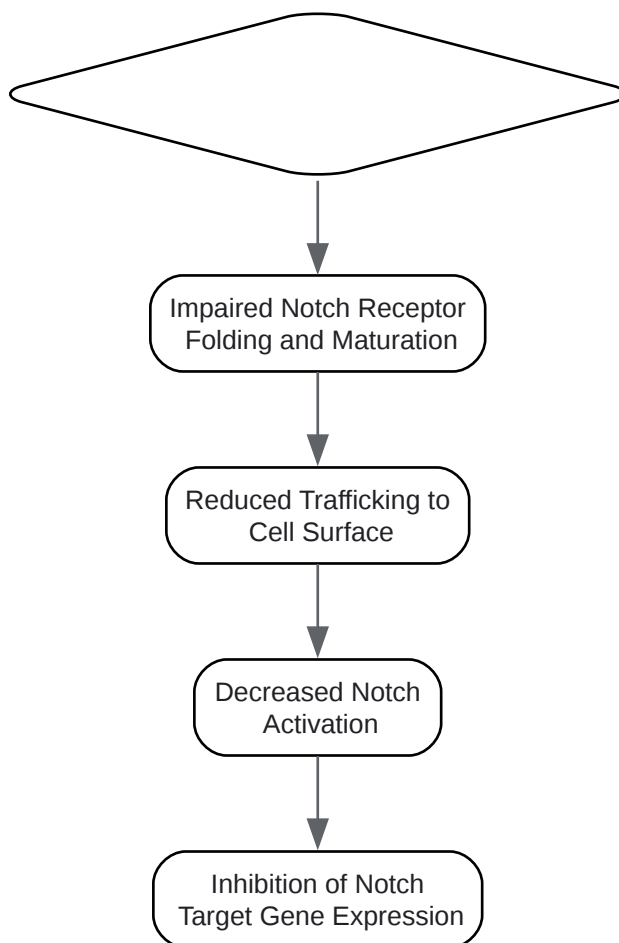 Impaired Notch Receptor
Folding and Maturation
Reduced Trafficking to
Cell Surface
Decreased Notch
Activation
Inhibition of Notch
Target Gene Expression